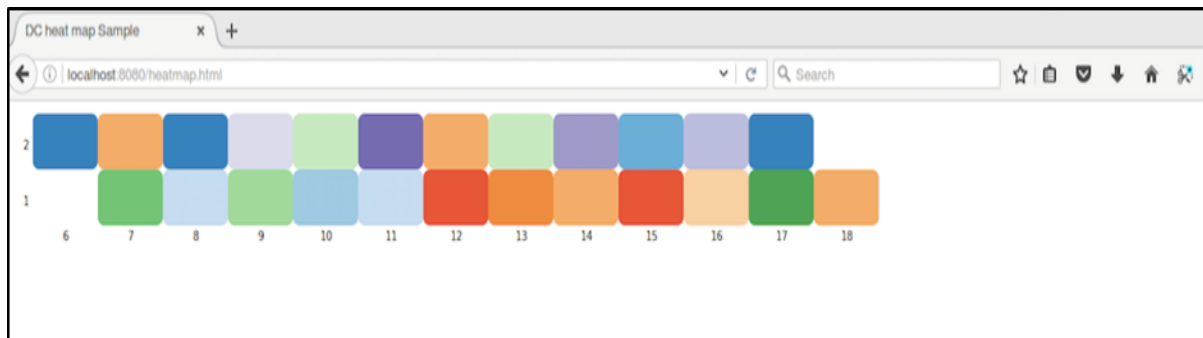 DC heat map Sample
localhost:8080/heatmap.html
Search
2
1
6 7 8 9 10 11 12 13 14 15 16 17 18